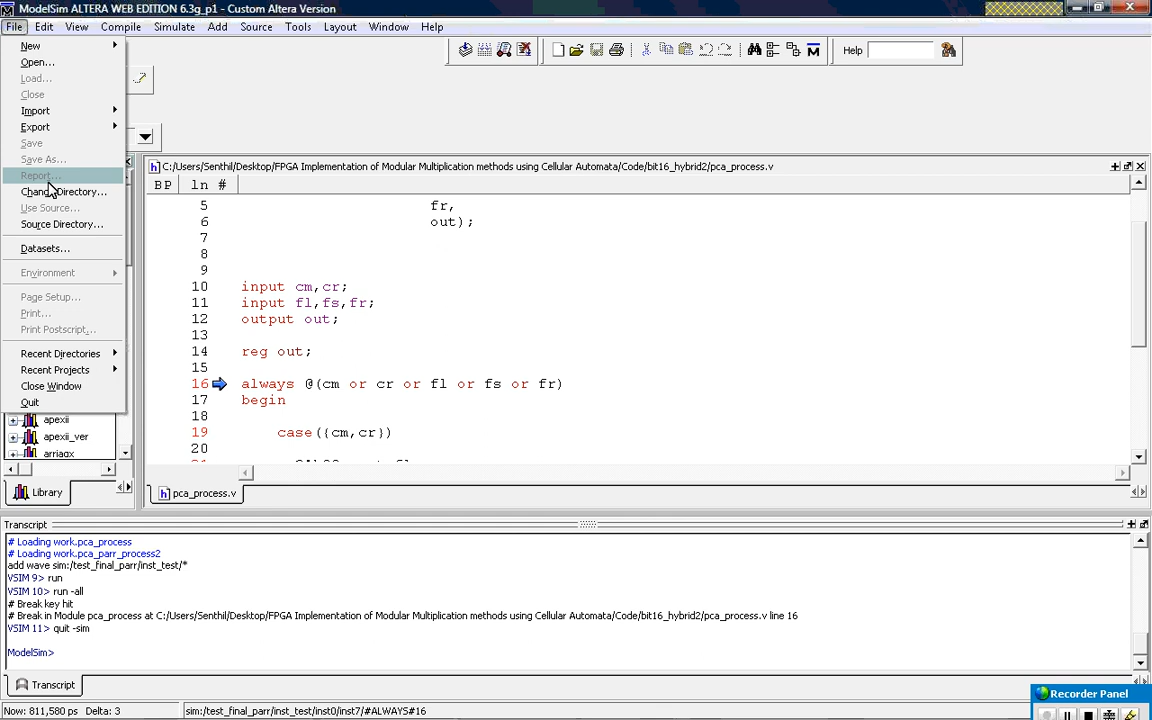 ModelSim ALTERA WEB EDITION 6.3g_p1 - Custom Altera Version
File Edit View Compile Simulate Add Source Tools Layout Window Help
New
Open...
Load...
Close
Import
Export
Save
Save As...
Report...
Change Directory...
Use Source...
Source Directory...
Datasets...
Environment
Page Setup...
Print...
Print Postscript...
Recent Directories
Recent Projects
Close Window
Quit
Help
apexii
apexii_ver
arriagx
Library
C:/Users/Senthil/Desktop/FPGA Implementation of Modular Multiplication methods using Cellular Automata/Code/bit16_hybrid2/pca_process.v
BP ln #
5 fr,
6 out);
7
8
9
10 input cm,cr;
11 input fl,fs,fr;
12 output out;
13
14 reg out;
15
16 always @(cm or cr or fl or fs or fr)
17 begin
18
19 case({cm,cr})
20
pca_process.v
Transcript
# Loading work.pca_process
# Loading work.pca_parr_process2
add wave sim:/test_final_parr/inst_test/*
VSIM 9> run
VSIM 10> run -all
# Break key hit
# Break in Module pca_process at C:/Users/Senthil/Desktop/FPGA Implementation of Modular Multiplication methods using Cellular Automata/Code/bit16_hybrid2/pca_process.v line 16
VSIM 11> quit -sim
ModelSim>
Transcript
Recorder Panel
Now: 811,580 ps Delta: 3
sim:/test_final_parr/inst_test/inst0/inst7/#ALWAYS#16